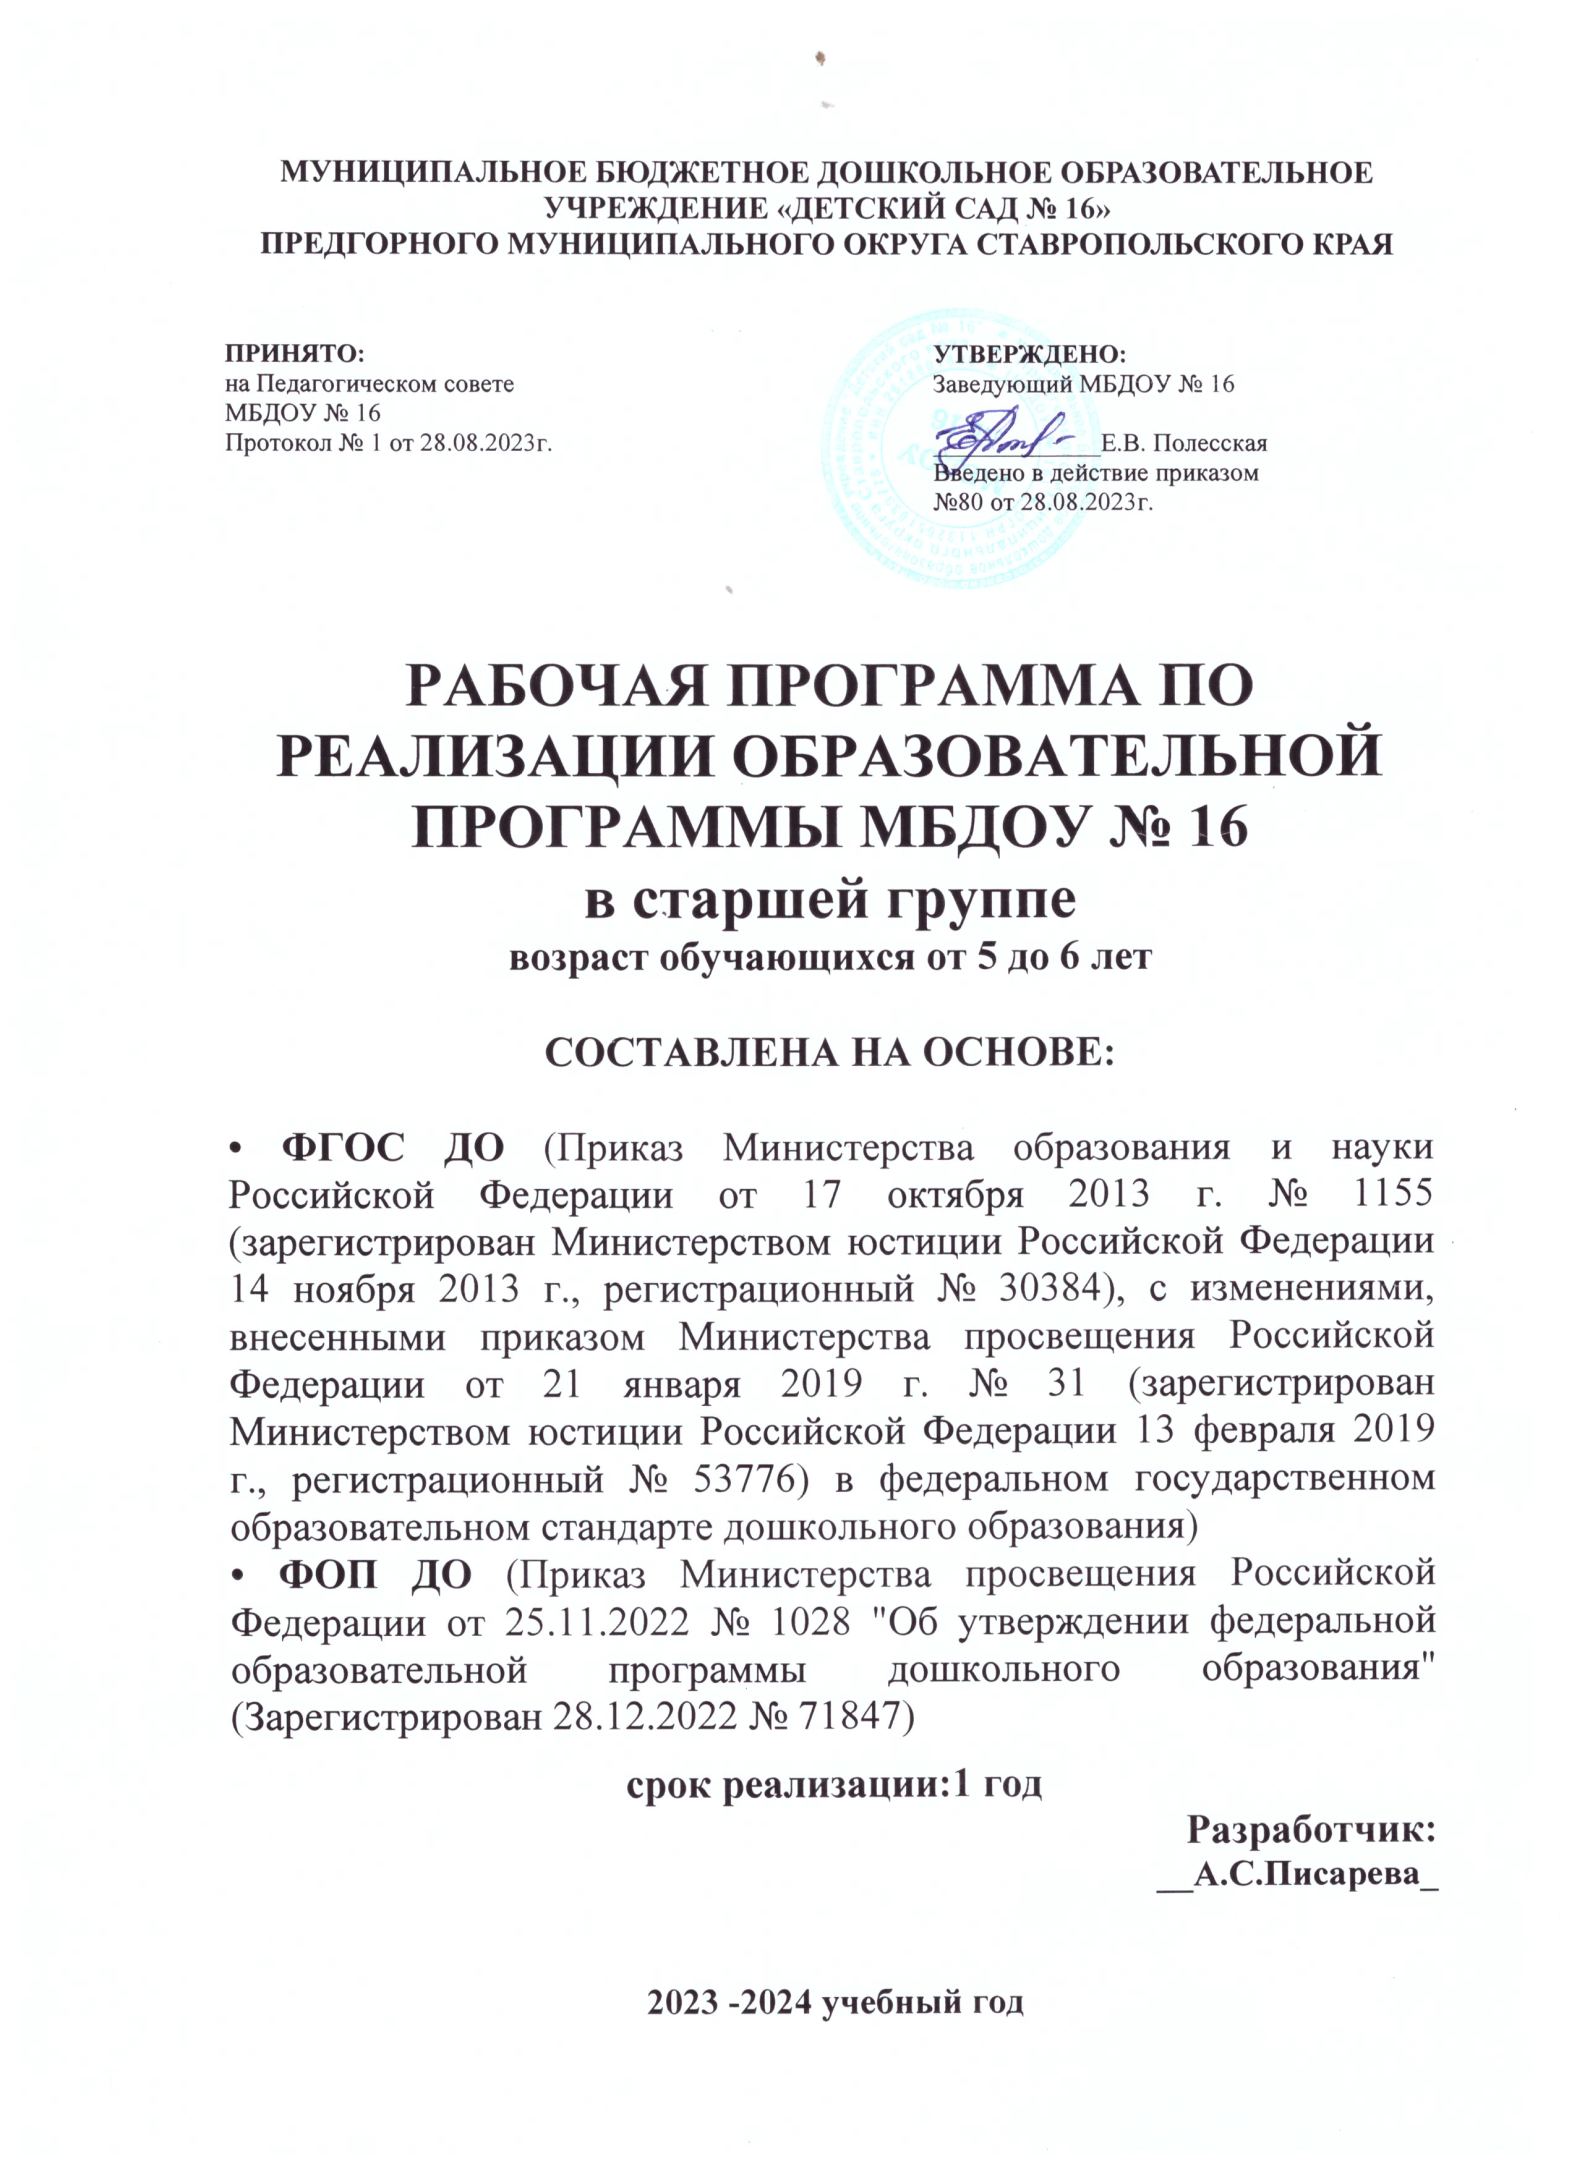 МУНИЦИПАЛЬНОЕ БЮДЖЕТНОЕ ДОШКОЛЬНОЕ ОБРАЗОВАТЕЛЬНОЕ
УЧРЕЖДЕНИЕ «ДЕТСКИЙ САД № 16»
ПРЕДГОРНОГО МУНИЦИПАЛЬНОГО ОКРУГА СТАВРОПОЛЬСКОГО КРАЯ
ПРИНЯТО:
на Педагогическом совете
МБДОУ № 16
Протокол № 1 от 28.08.2023г.
УТВЕРЖДЕНО:
Заведующий МБДОУ № 16
Е.В. Полесская
Введено в действие приказом
№80 от 28.08.2023г.
РАБОЧАЯ ПРОГРАММА ПО
РЕАЛИЗАЦИИ ОБРАЗОВАТЕЛЬНОЙ
ПРОГРАММЫ МБДОУ № 16
в старшей группе
возраст обучающихся от 5 до 6 лет
СОСТАВЛЕНА НА ОСНОВЕ:
• ФГОС ДО (Приказ Министерства образования и науки
Российской Федерации от 17 октября 2013 г. № 1155
(зарегистрирован Министерством юстиции Российской Федерации
14 ноября 2013 г., регистрационный № 30384), с изменениями,
внесенными приказом Министерства просвещения Российской
Федерации от 21 января 2019 г. № 31 (зарегистрирован
Министерством юстиции Российской Федерации 13 февраля 2019
г., регистрационный № 53776) в федеральном государственном
образовательном стандарте дошкольного образования)
• ФОП ДО (Приказ Министерства просвещения Российской
Федерации от 25.11.2022 № 1028 "Об утверждении федеральной
образовательной программы дошкольного образования"
(Зарегистрирован 28.12.2022 № 71847)
срок реализации:1 год
Разработчик:
__А.С.Писарева_
2023 -2024 учебный год